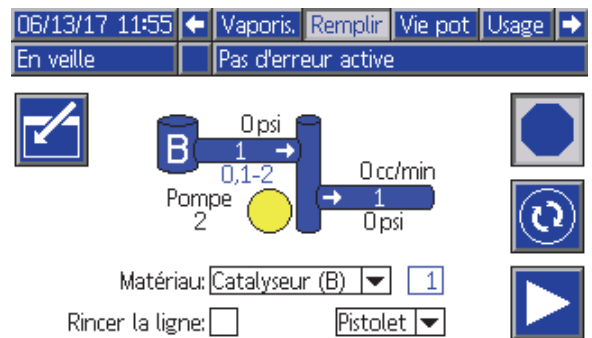 06/13/17 11:55 Vaporis. Remplir Vie pot Usage
En veille Pas d'erreur active
0 psi
B 1
0,1-2
0 cc/min
Pompe 1
2 0 psi
Matériau: Catalyseur (B) 1
Rincer la ligne: Pistolet